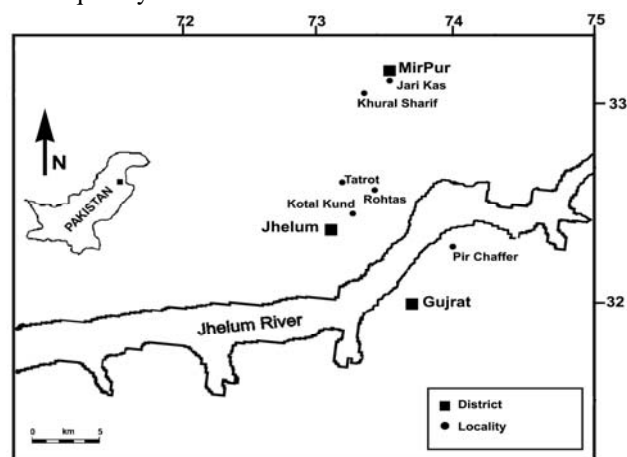 72 73 74 75
MirPur
Jari Kas
Khural Sharif
33
N
PAKISTAN
Tatrot
Rohtas
Kotal Kund
Jhelum
Pir Chaffer
Gujrat
32
Jhelum River
0 km 5
District
Locality